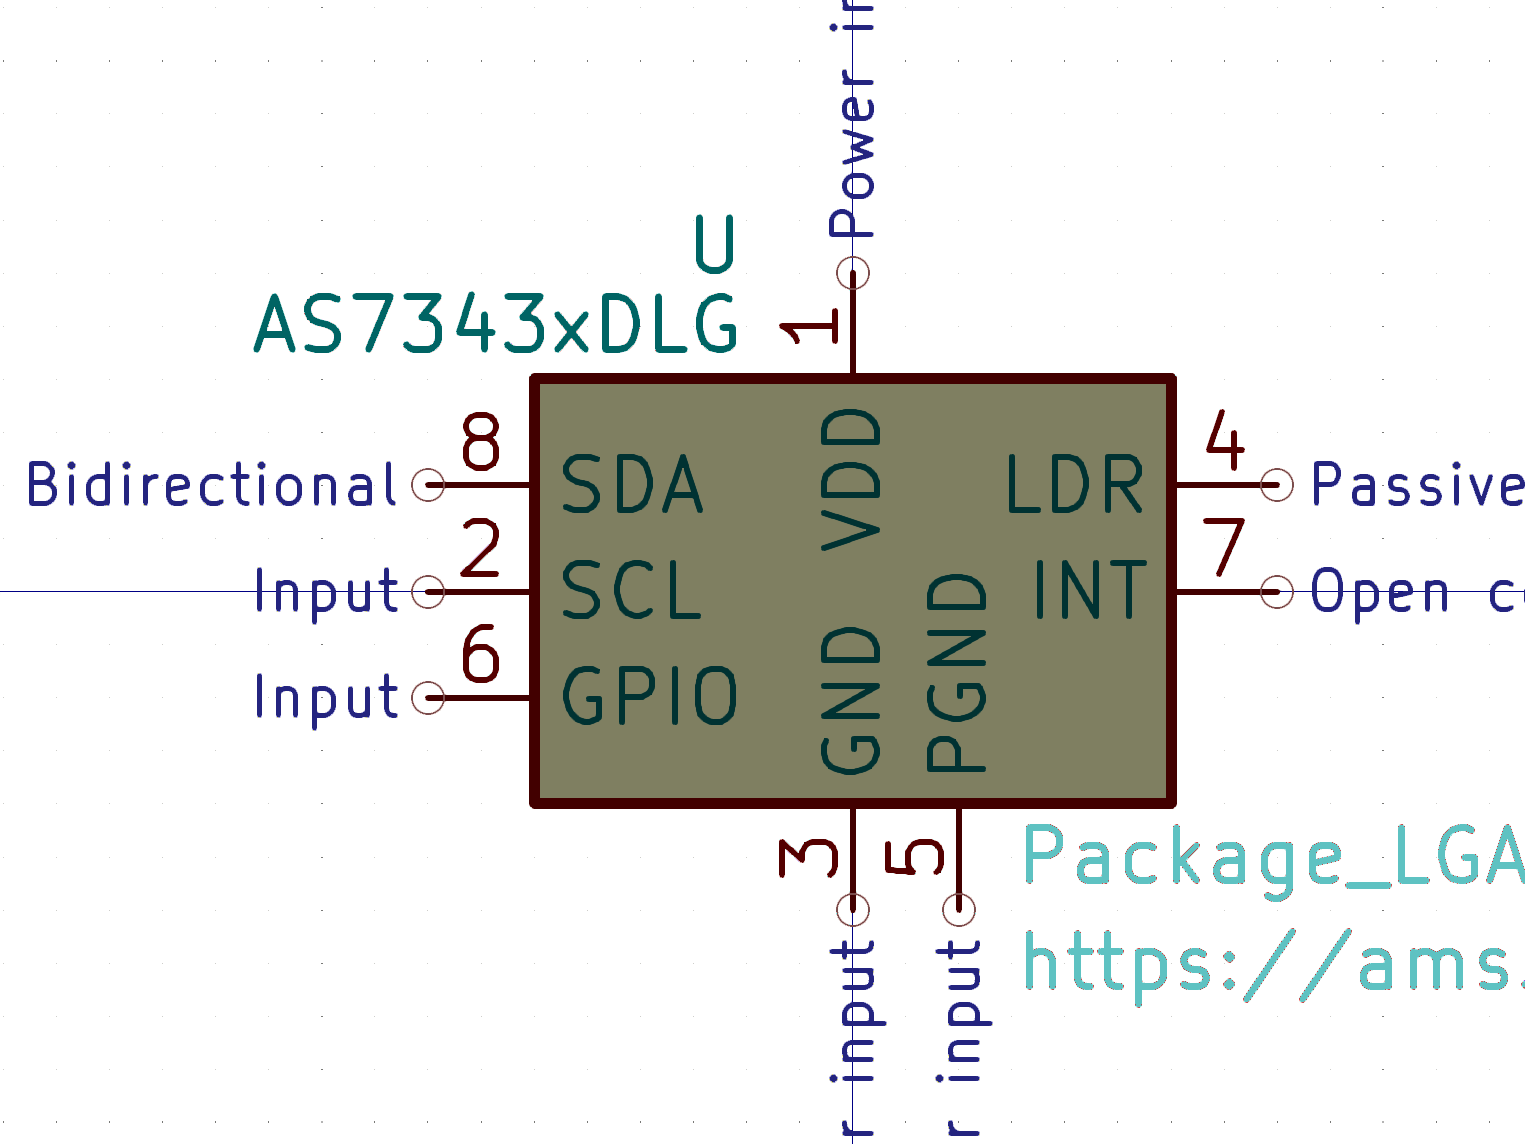 Power in
U
AS7343xDLG
1
8
Bidirectional
SDA
VDD
LDR
4
Passive
2
Input
SCL
INT
7
Open
6
Input
GPIO
GND
PGND
3
5
Package_LGA
https://ams.
r input
r input